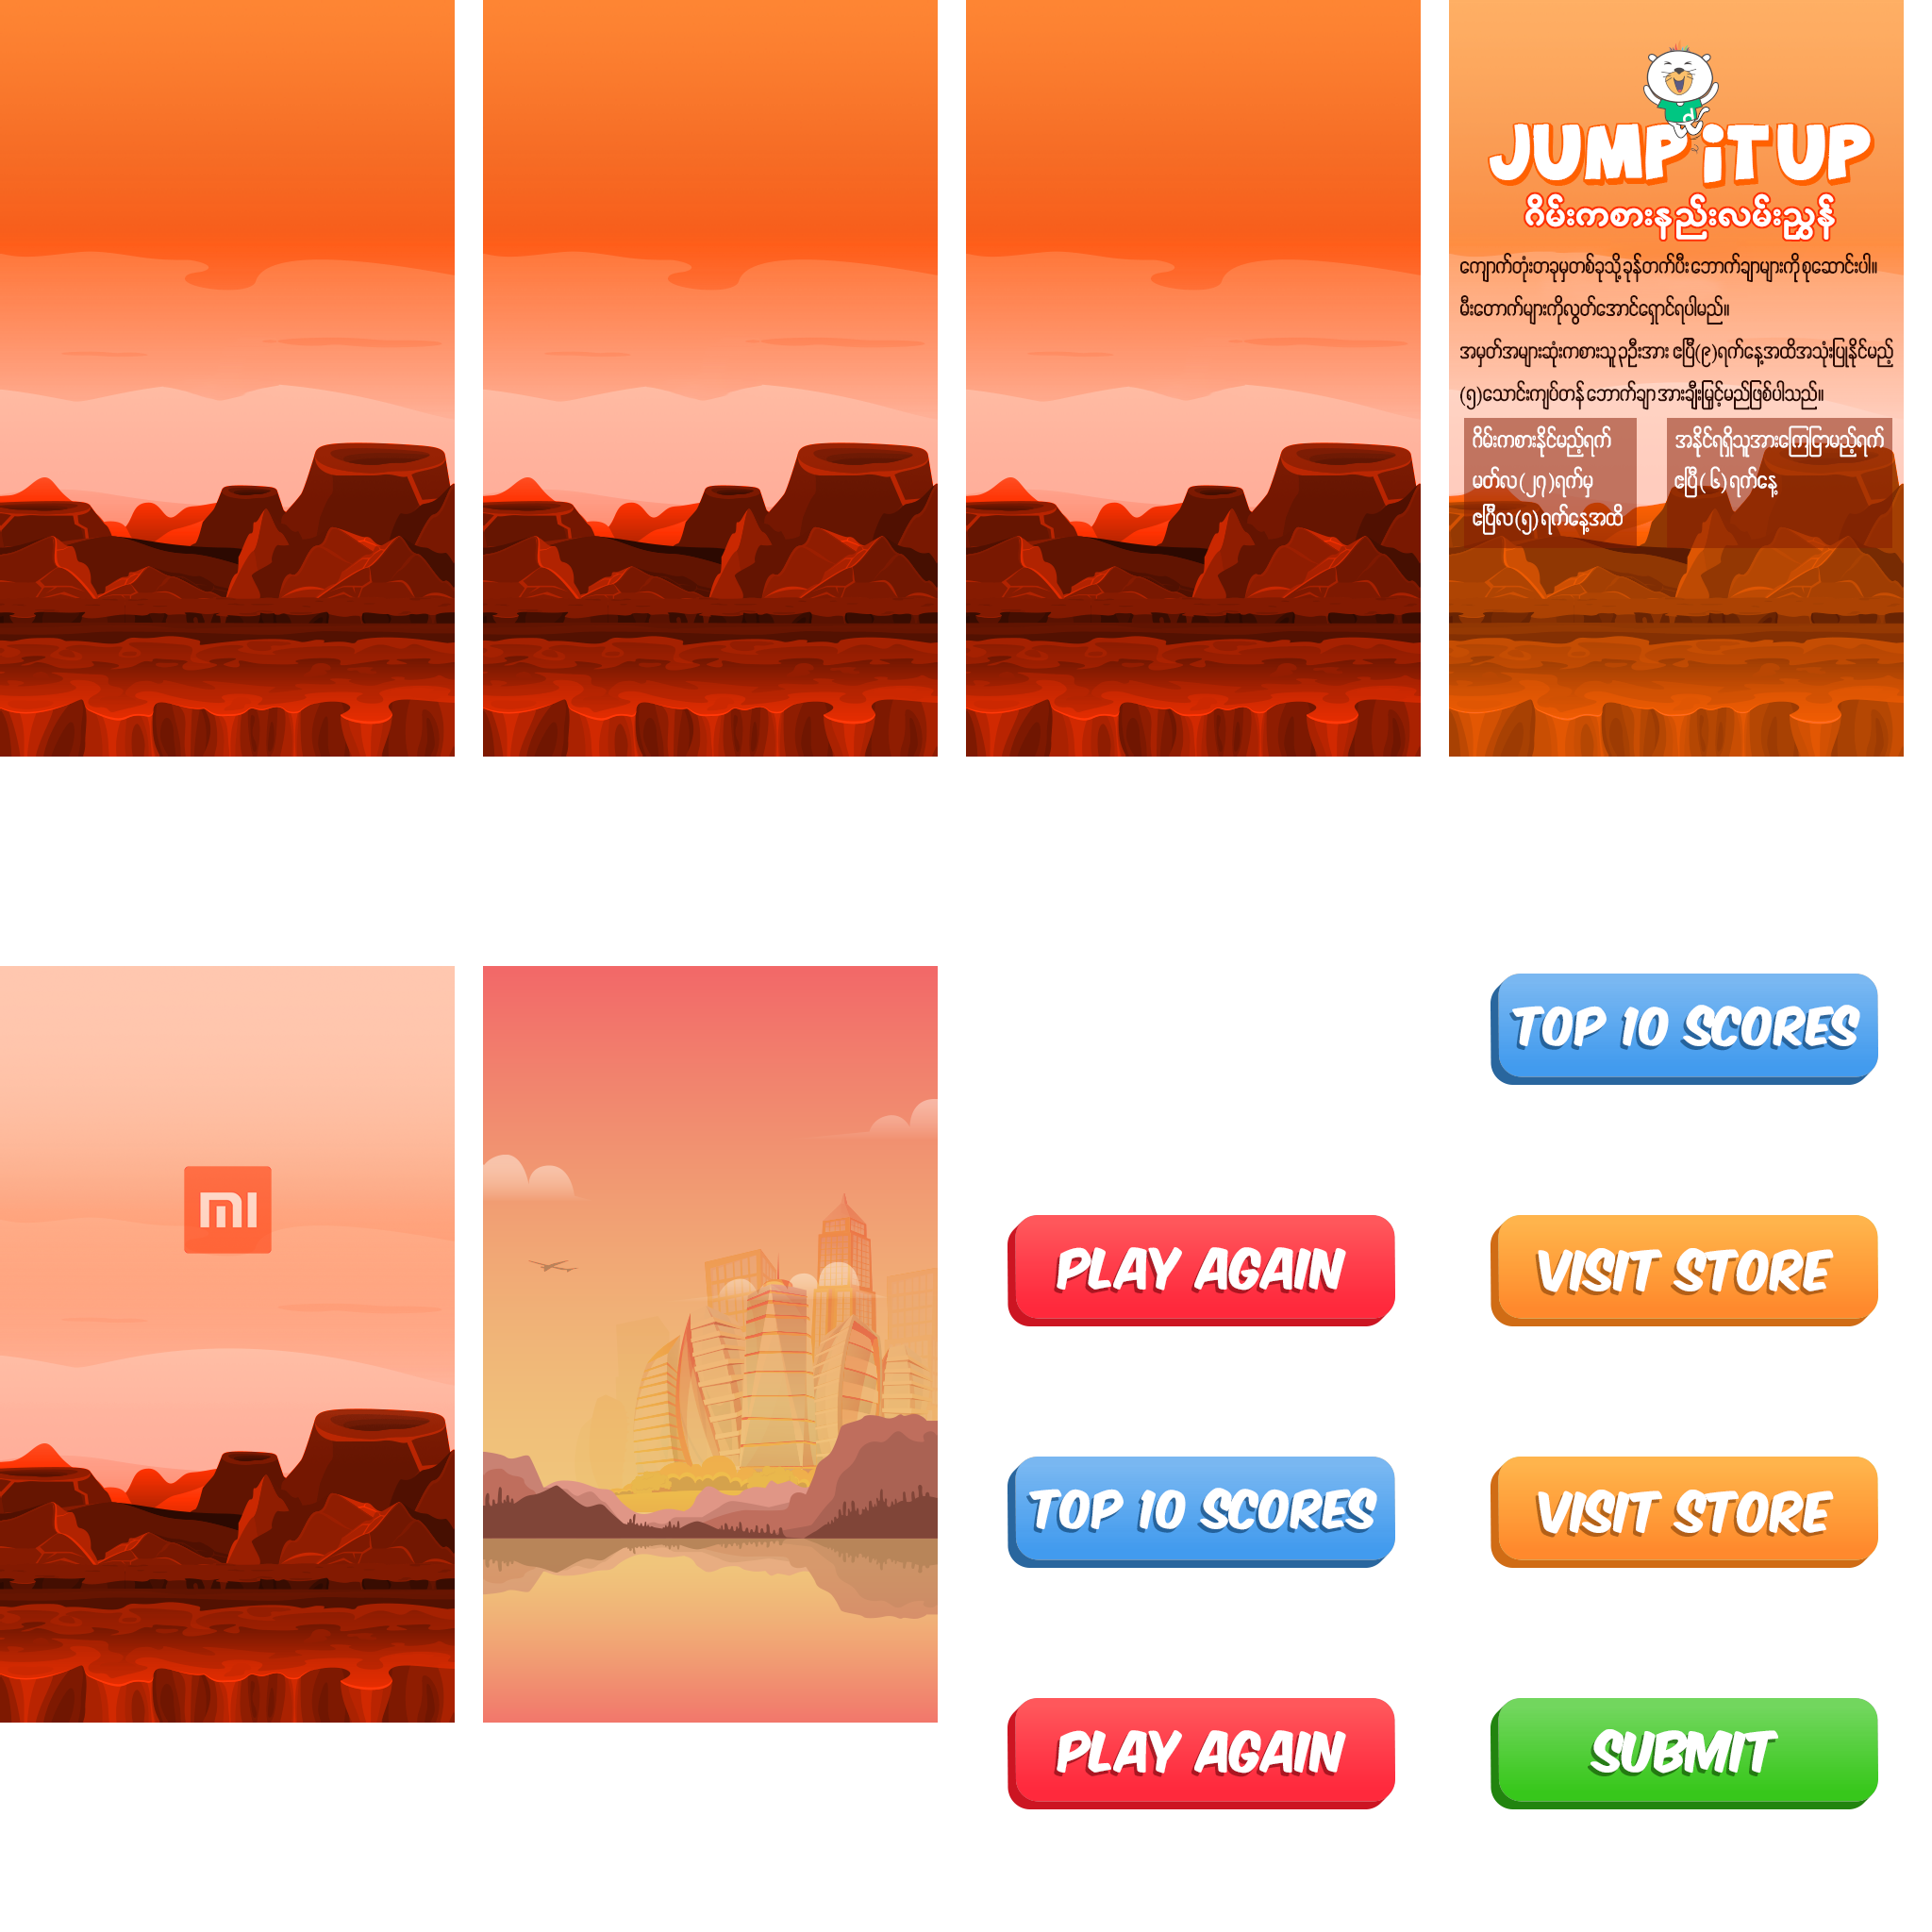 JUMP iT UP
ဂိမ်းကစားနည်းလမ်းညွှန်
ကျောက်တုံးတခုမှတစ်ခုသို့ ခုန်တက်ပီး ဘောက်ချာများကို စုဆောင်းပါ။
မီးတောက်များကိုလွတ်အောင်ရှောင်ရပါမည်။
အမှတ်အများဆုံးကစားသူ ၃ဦးအား ဧပြီ(၉)ရက်နေ့အထိအသုံးပြုနိုင်မည့်
(၅)သောင်းကျပ်တန် ဘောက်ချာ အားချီးမြှင့်မည်ဖြစ်ပါသည်။
ဂိမ်းကစားနိုင်မည့်ရက်
မတ်လ (၂၇)ရက်မှ
ဧပြီလ (၅) ရက်နေ့အထိ
အနိုင်ရရှိသူအားကြေငြာမည့်ရက်
ဧပြီ ( ၆ ) ရက်နေ့
mi
TOP 10 SCORES
PLAY AGAIN
VISIT STORE
TOP 10 SCORES
VISIT STORE
PLAY AGAIN
SUBMIT